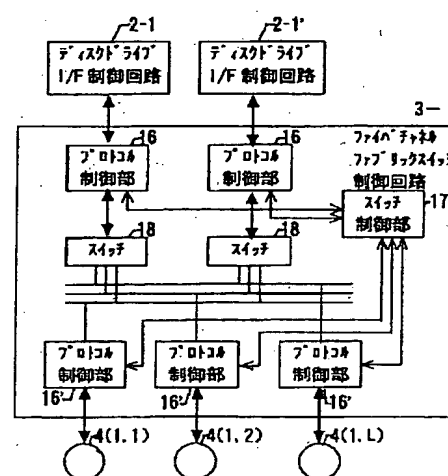 2-1
2-1'
ディスクドライブ
I/F 制御回路
ディスクドライブ
I/F 制御回路
3-
16
16
ファイバチャネル
ファブリックスイッチ
制御回路
プロトコル
制御部
プロトコル
制御部
17
スイッチ
制御部
18
18
スイッチ
スイッチ
プロトコル
制御部
プロトコル
制御部
プロトコル
制御部
16'
16'
16'
4(1,1)
4(1,2)
4(1,L)